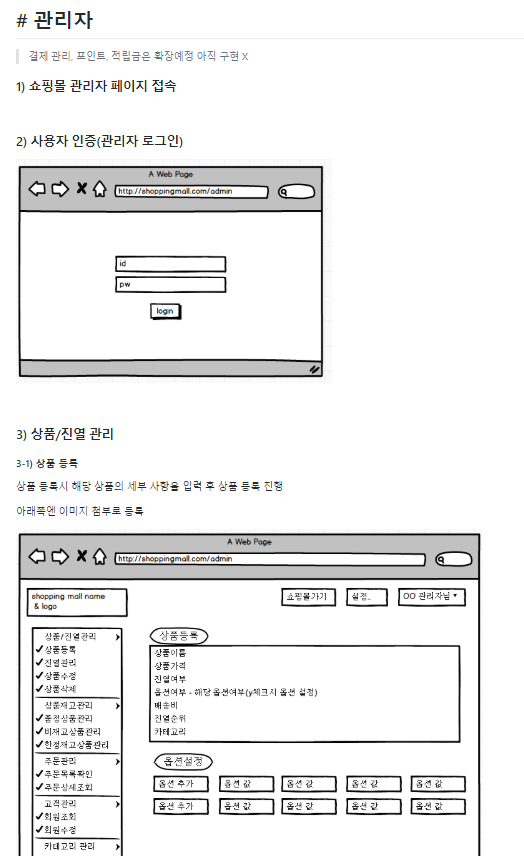 # 관리자
결제 관리, 포인트, 적립금은 확장예정 아직 구현 X
1) 쇼핑몰 관리자 페이지 접속
2) 사용자 인증(관리자 로그인)
A Web Page
http://shoppingmall.com/admin
id
pw
login
3) 상품/진열 관리
3-1) 상품 등록
상품 등록시 해당 상품의 세부 사항을 입력 후 상품 등록 진행
아래쪽엔 이미지 첨부로 등록
A Web Page
http://shoppingmall.com/admin
shopping mall name
& logo
쇼핑몰가기
설정..
OO 관리자님
상품/진열관리
상품등록
진열관리
상품수정
상품삭제
상품재고관리
품절상품관리
비재고상품관리
한정재고상품관리
주문관리
주문목록확인
주문상세조회
고객관리
회원조회
회원수정
카테고리 관리
상품등록
상품이름
상품가격
진열여부
옵션여부 - 해당 옵션여부(y체크시 옵션 설정)
배송비
진열순위
카테고리
옵션설정
옵션 추가 옵션 값 옵션 값 옵션 값 옵션 값
옵션 추가 옵션 값 옵션 값 옵션 값 옵션 값